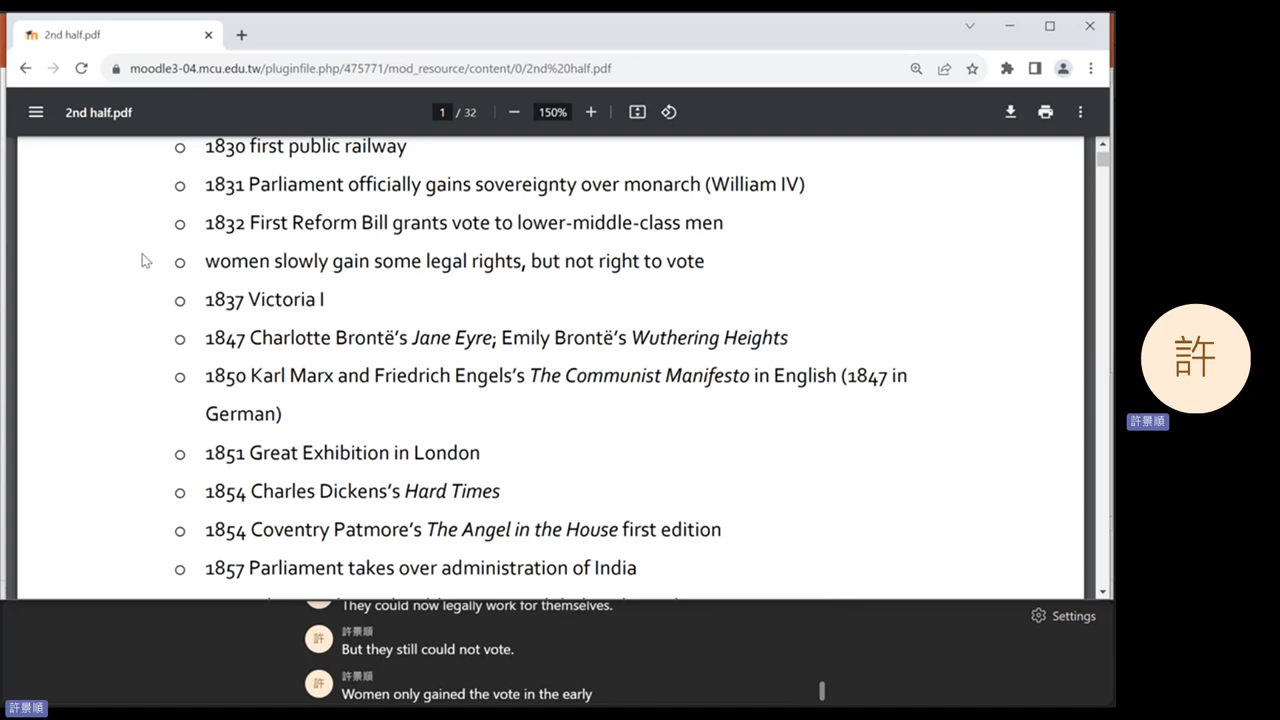 2nd half.pdf
moodle3-04.mcu.edu.tw/pluginfile.php/475771/mod_resource/content/0/2nd%20half.pdf
2nd half.pdf
1 / 32
150%
1830 first public railway
1831 Parliament officially gains sovereignty over monarch (William IV)
1832 First Reform Bill grants vote to lower-middle-class men
women slowly gain some legal rights, but not right to vote
1837 Victoria I
1847 Charlotte Brontë's Jane Eyre; Emily Brontë's Wuthering Heights
1850 Karl Marx and Friedrich Engels's The Communist Manifesto in English (1847 in
German)
1851 Great Exhibition in London
1854 Charles Dickens's Hard Times
1854 Coventry Patmore's The Angel in the House first edition
1857 Parliament takes over administration of India
They could now legally work for themselves.
許景順
許
But they still could not vote.
許景順
許
Women only gained the vote in the early
Settings
許景順
許
許景順